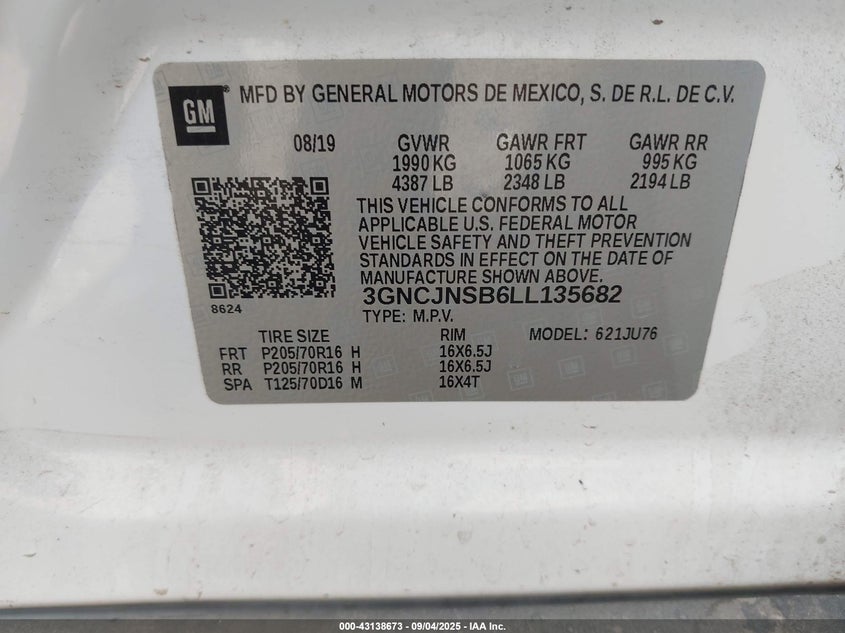 GM ® MFD BY GENERAL MOTORS DE MEXICO, S. DE R.L. DE C.V.
08/19 GVWR GAWR FRT GAWR RR
1990 KG 1065 KG 995 KG
4387 LB 2348 LB 2194 LB
THIS VEHICLE CONFORMS TO ALL
APPLICABLE U.S. FEDERAL MOTOR
VEHICLE SAFETY AND THEFT PREVENTION
STANDARDS IN EFFECT ON THE DATE OF
MANUFACTURE SHOWN ABOVE.
3GNCJNSB6LL135682
8624
TYPE: M.P.V.
TIRE SIZE RIM MODEL: 621JU76
FRT P205/70R16 H 16X6.5J
RR P205/70R16 H 16X6.5J
SPA T125/70D16 M 16X4T
000-43138673 - 09/04/2025 - IAA Inc.